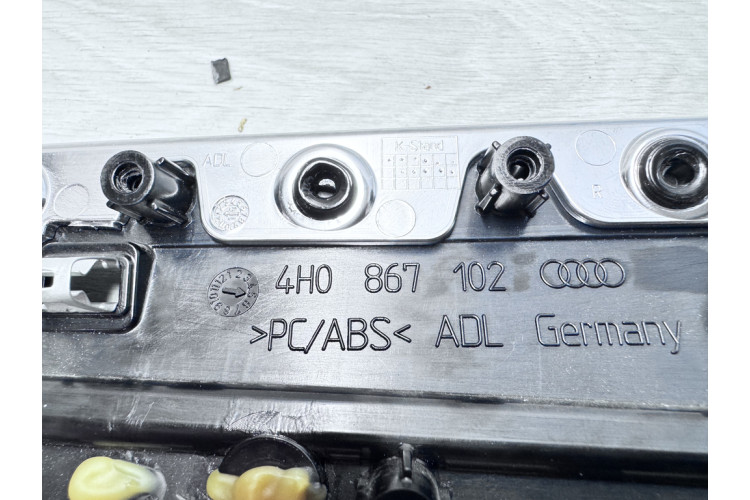 ADL
K-Stand
R
4H0 867 102
>PC/ABS< ADL Germany